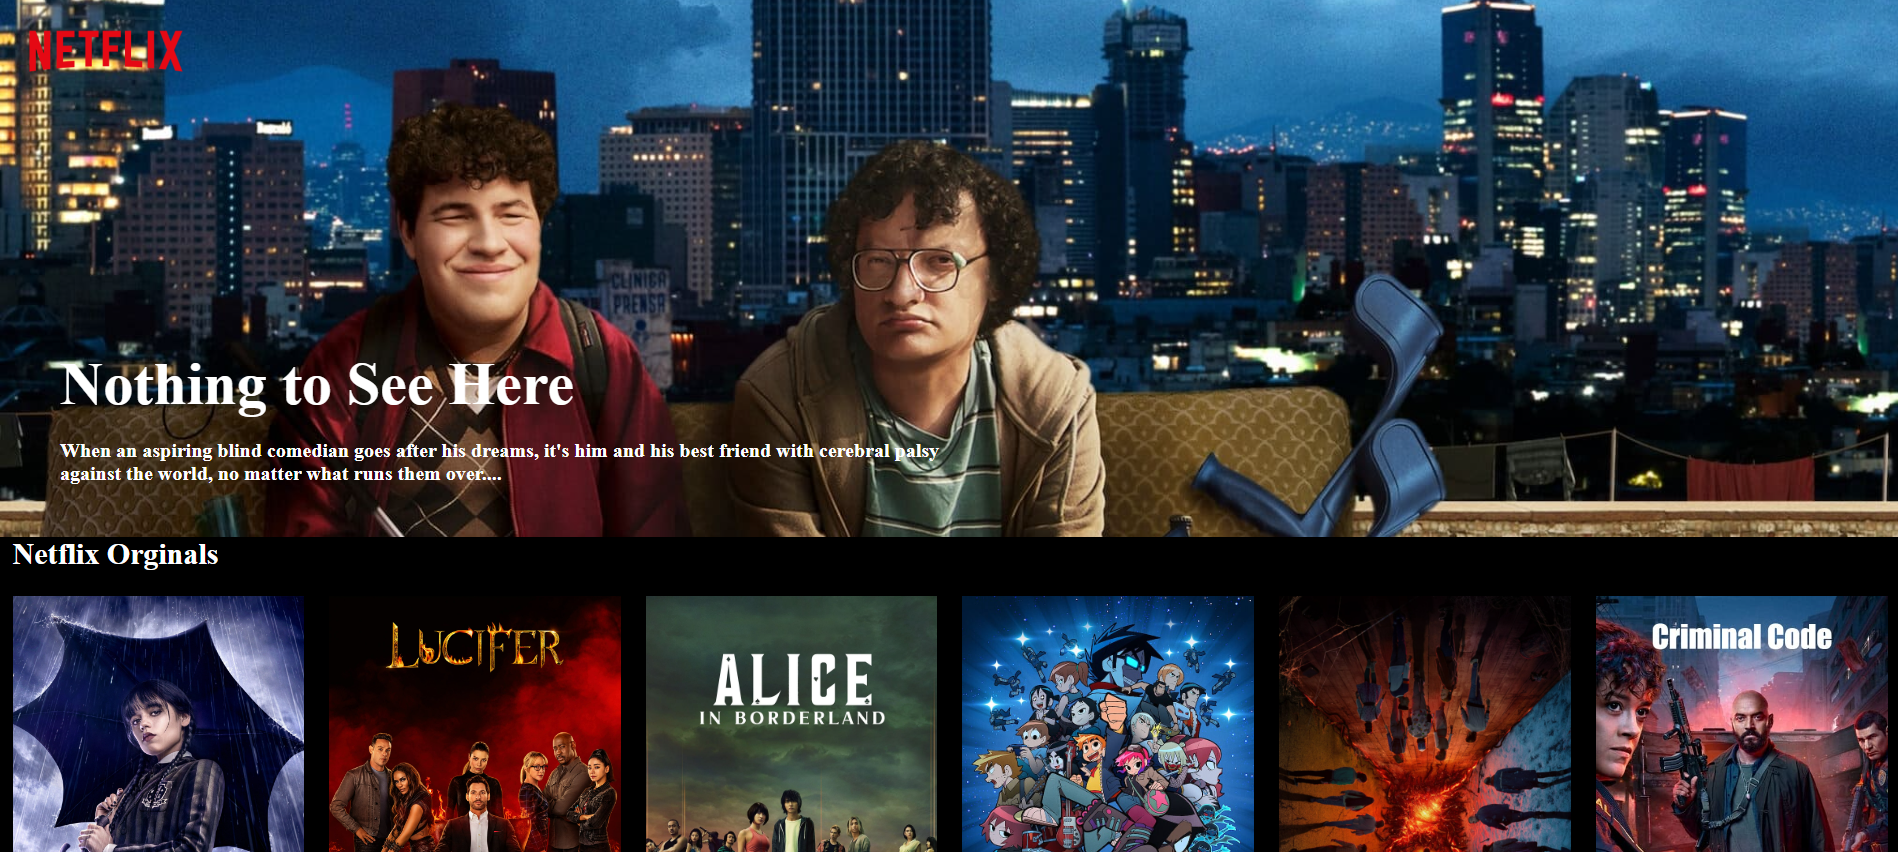 NETFLIX
CLINICA
PRENSA
Nothing to See Here
When an aspiring blind comedian goes after his dreams, it's him and his best friend with cerebral palsy
against the world, no matter what runs them over....
Netflix Orginals
LUCIFER
ALICE
IN BORDERLAND
Criminal Code